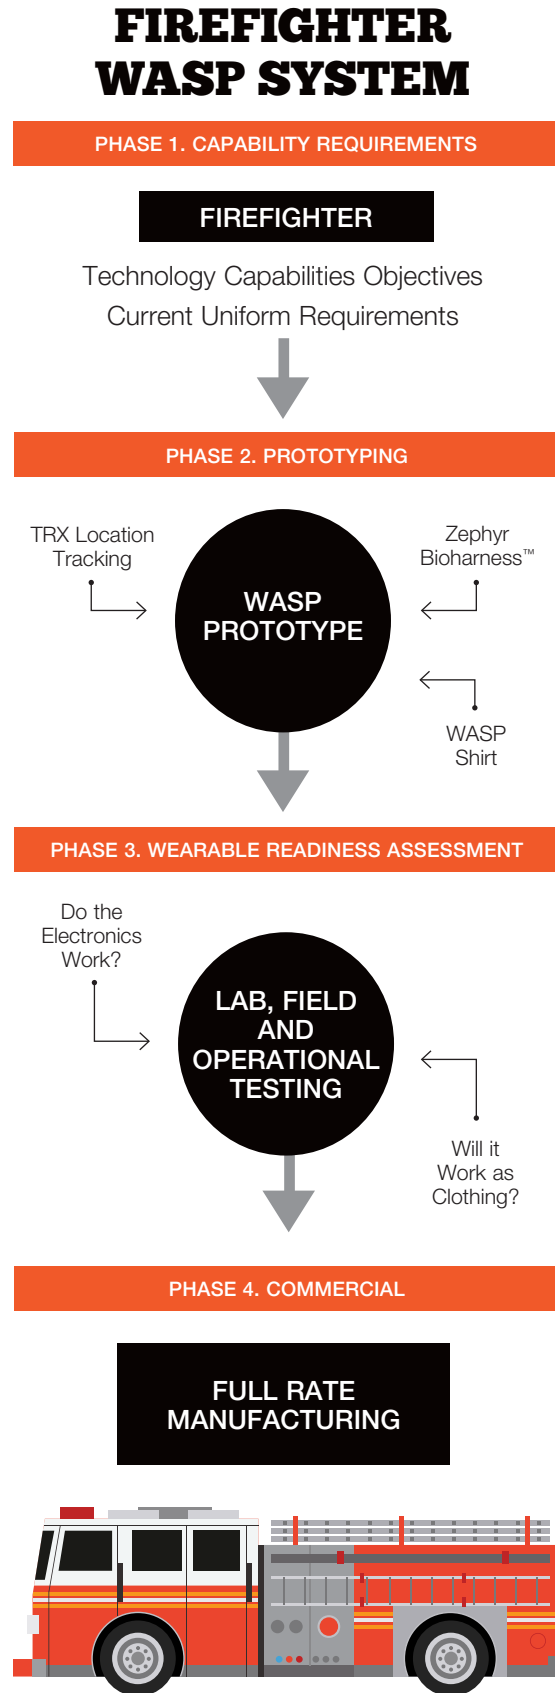 FIREFIGHTER
WASP SYSTEM
PHASE 1. CAPABILITY REQUIREMENTS
FIREFIGHTER
Technology Capabilities Objectives
Current Uniform Requirements
PHASE 2. PROTOTYPING
TRX Location
Tracking
Zephyr
Bioharness™
WASP
PROTOTYPE
WASP
Shirt
PHASE 3. WEARABLE READINESS ASSESSMENT
Do the
Electronics
Work?
LAB, FIELD
AND
OPERATIONAL
TESTING
Will it
Work as
Clothing?
PHASE 4. COMMERCIAL
FULL RATE
MANUFACTURING